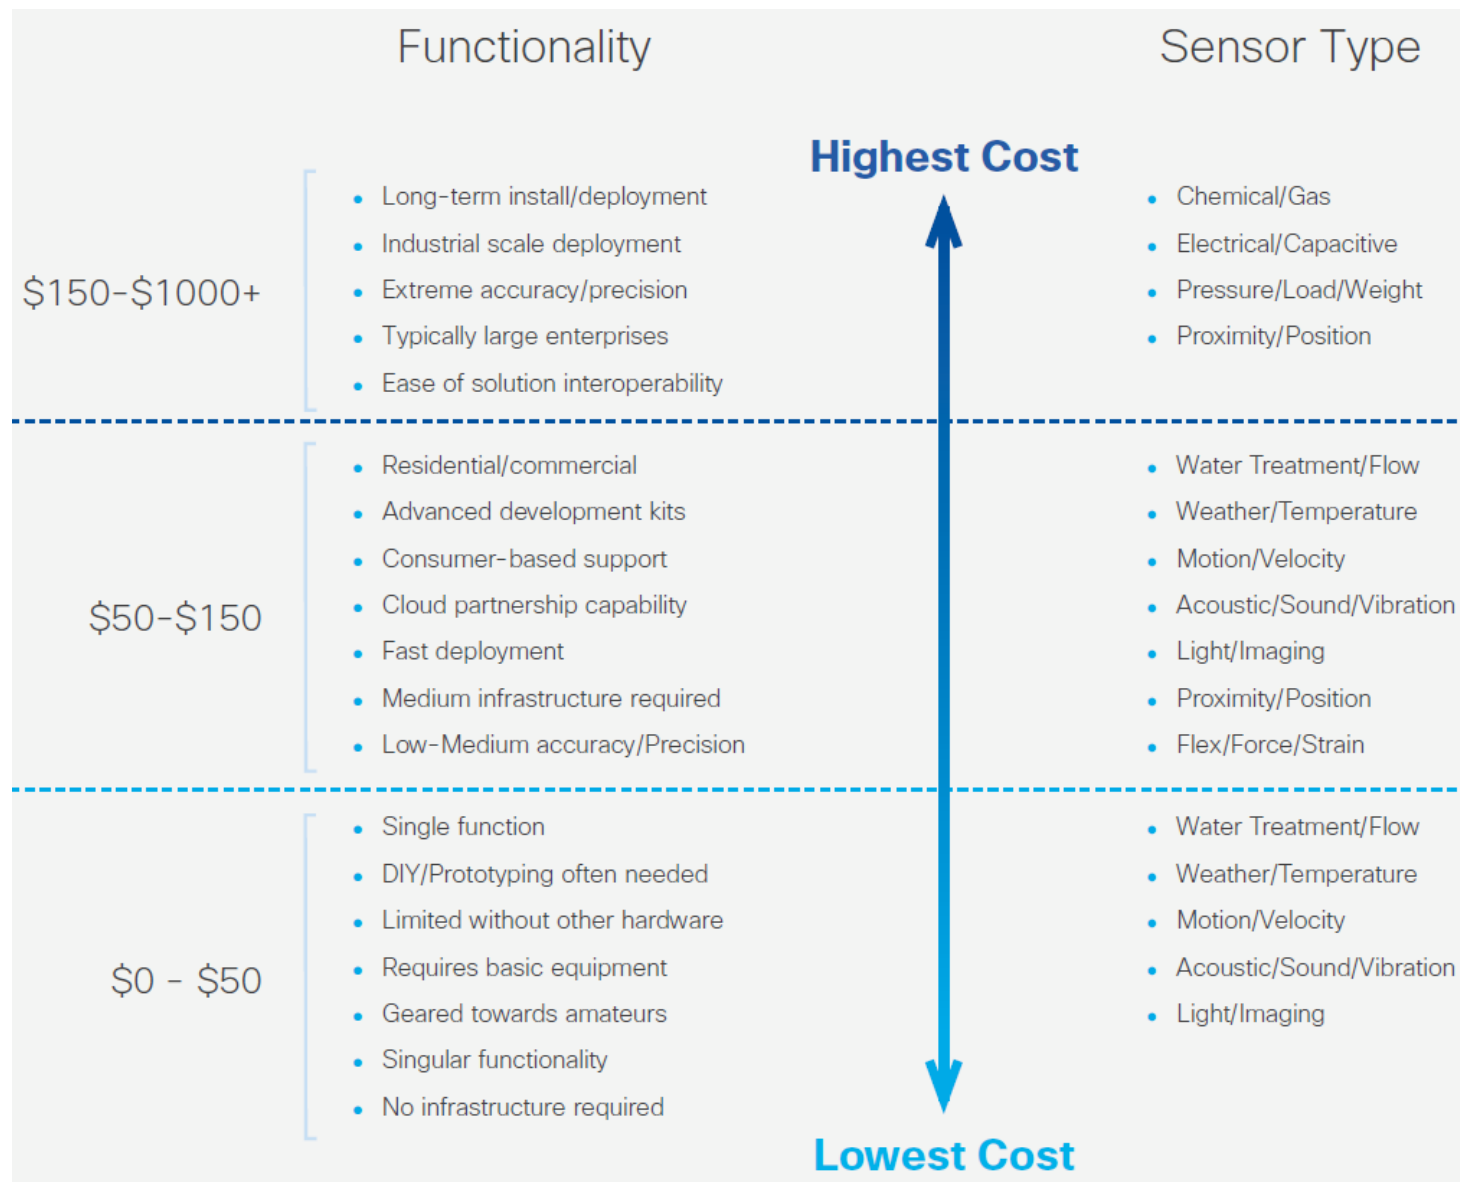 Functionality
Sensor Type
Highest Cost
$150-$1000+
Long-term install/deployment
Industrial scale deployment
Extreme accuracy/precision
Typically large enterprises
Ease of solution interoperability
Chemical/Gas
Electrical/Capacitive
Pressure/Load/Weight
Proximity/Position
$50-$150
Residential/commercial
Advanced development kits
Consumer-based support
Cloud partnership capability
Fast deployment
Medium infrastructure required
Low-Medium accuracy/Precision
Water Treatment/Flow
Weather/Temperature
Motion/Velocity
Acoustic/Sound/Vibration
Light/Imaging
Proximity/Position
Flex/Force/Strain
$0 - $50
Single function
DIY/Prototyping often needed
Limited without other hardware
Requires basic equipment
Geared towards amateurs
Singular functionality
No infrastructure required
Water Treatment/Flow
Weather/Temperature
Motion/Velocity
Acoustic/Sound/Vibration
Light/Imaging
Lowest Cost